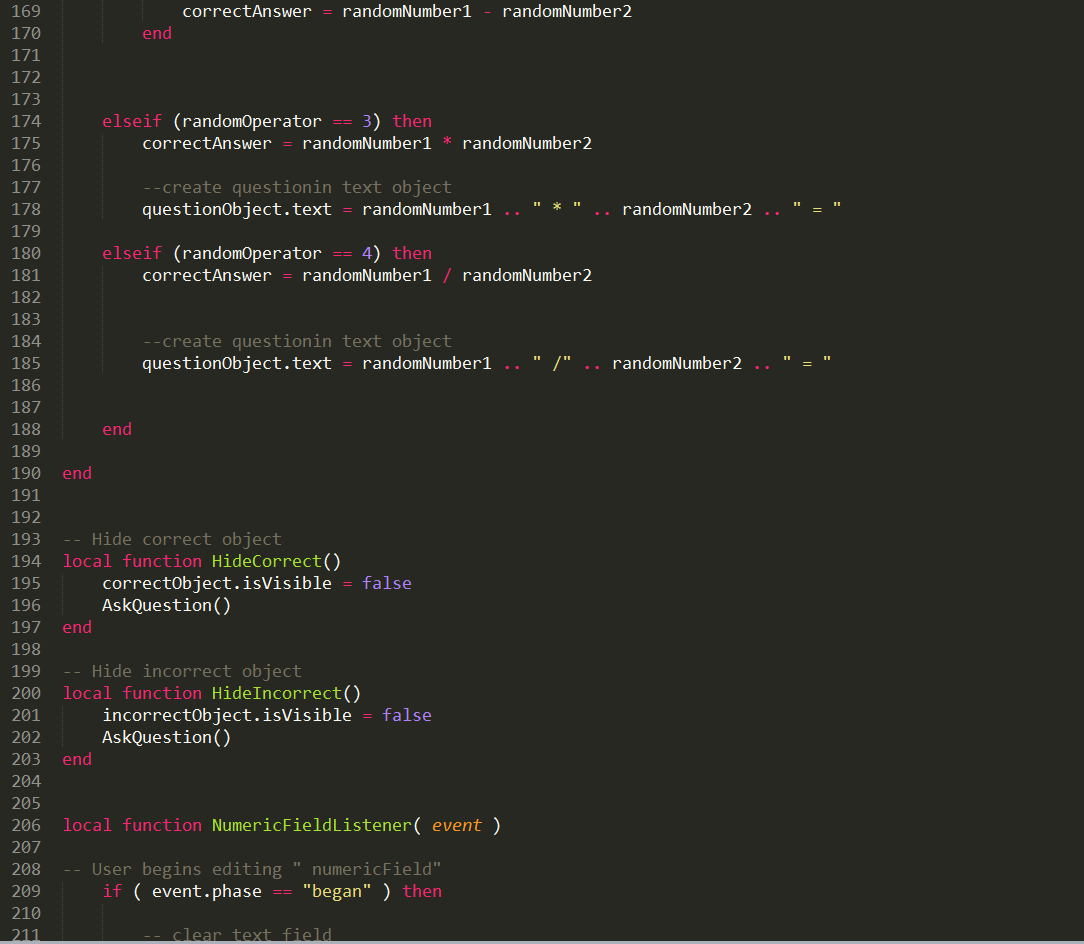 169 correctAnswer = randomNumber1 - randomNumber2
170 end
171
172
173
174 elseif (randomOperator == 3) then
175 correctAnswer = randomNumber1 * randomNumber2
176
177 --create questionin text object
178 questionObject.text = randomNumber1 .. " * " .. randomNumber2 .. " = "
179
180 elseif (randomOperator == 4) then
181 correctAnswer = randomNumber1 / randomNumber2
182
183
184 --create questionin text object
185 questionObject.text = randomNumber1 .. " /" .. randomNumber2 .. " = "
186
187
188 end
189
190 end
191
192
193 -- Hide correct object
194 local function HideCorrect()
195 correctObject.isVisible = false
196 AskQuestion()
197 end
198
199 -- Hide incorrect object
200 local function HideIncorrect()
201 incorrectObject.isVisible = false
202 AskQuestion()
203 end
204
205
206 local function NumericFieldListener( event )
207
208 -- User begins editing " numericField"
209 if ( event.phase == "began" ) then
210
211 -- clear text field